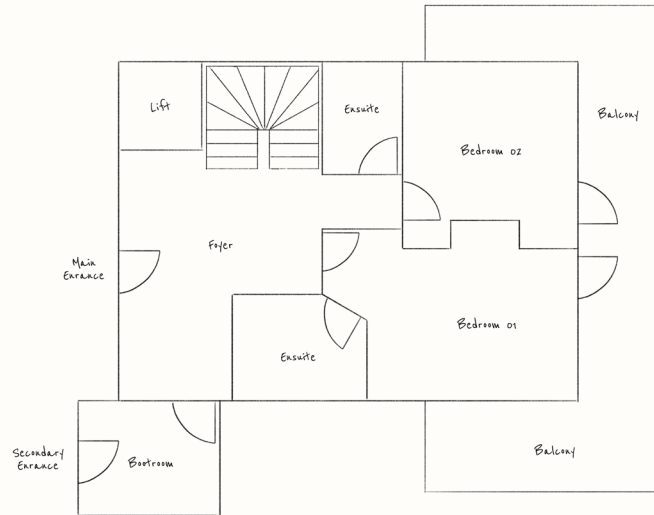 Lift
Ensuite
Balcony
Bedroom 02
Foyer
Main
Enrance
Bedroom 01
Ensuite
Secondary
Enrance
Bootroom
Balcony